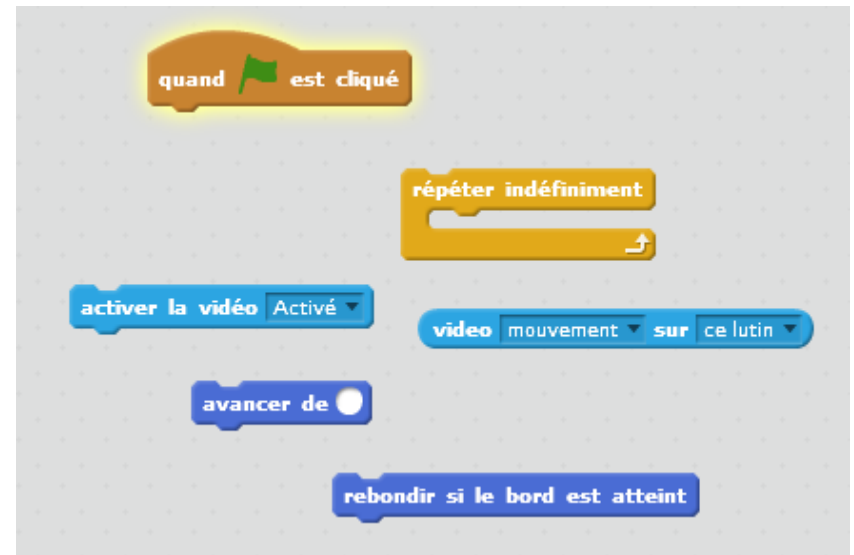 quand est cliqué
répéter indéfiniment
activer la vidéo Activé
video mouvement sur ce lutin
avancer de
rebondir si le bord est atteint